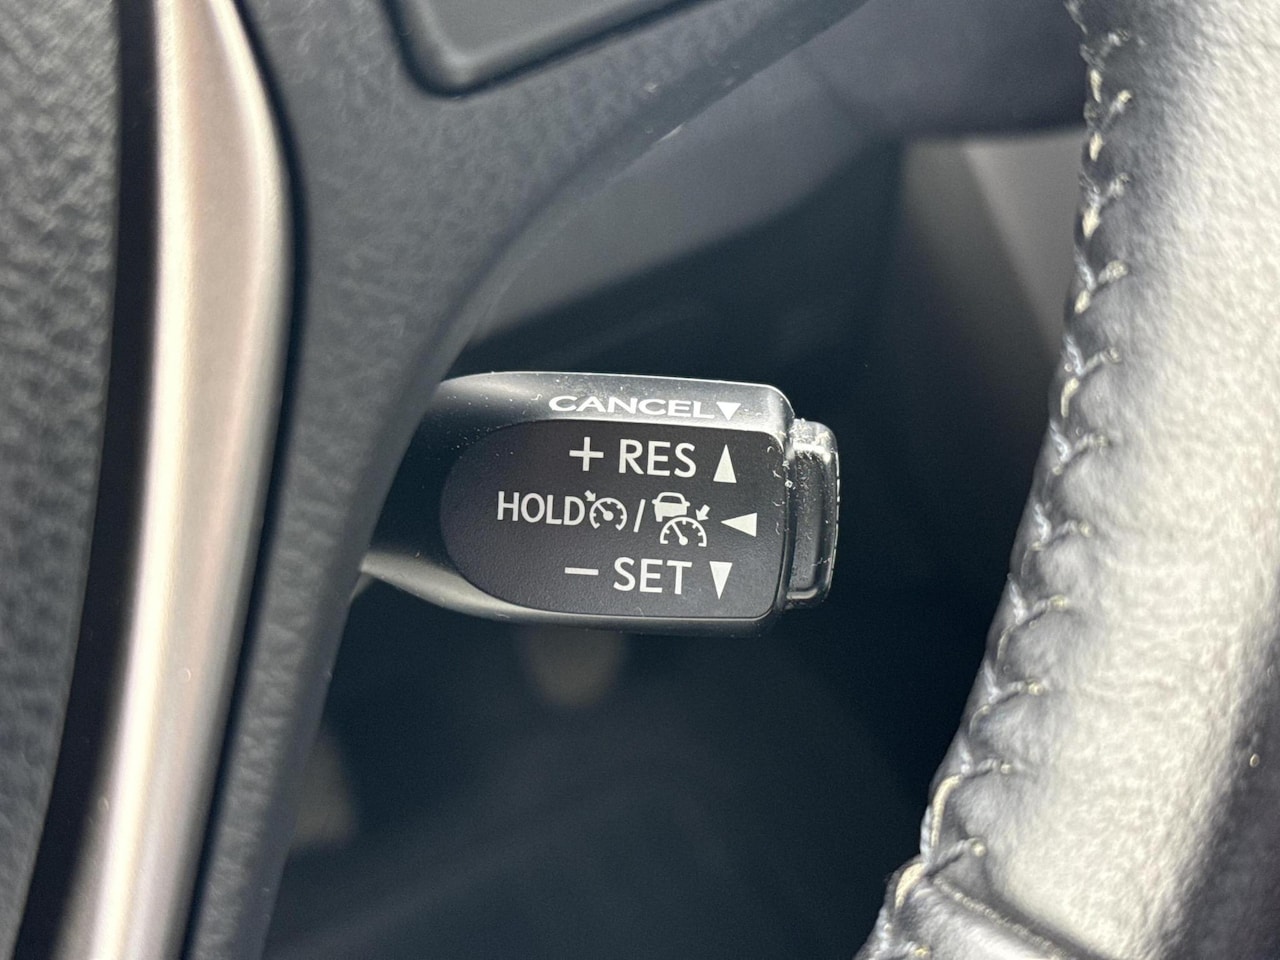 CANCEL▼
+ RES ▲
HOLD / ◀
− SET ▼